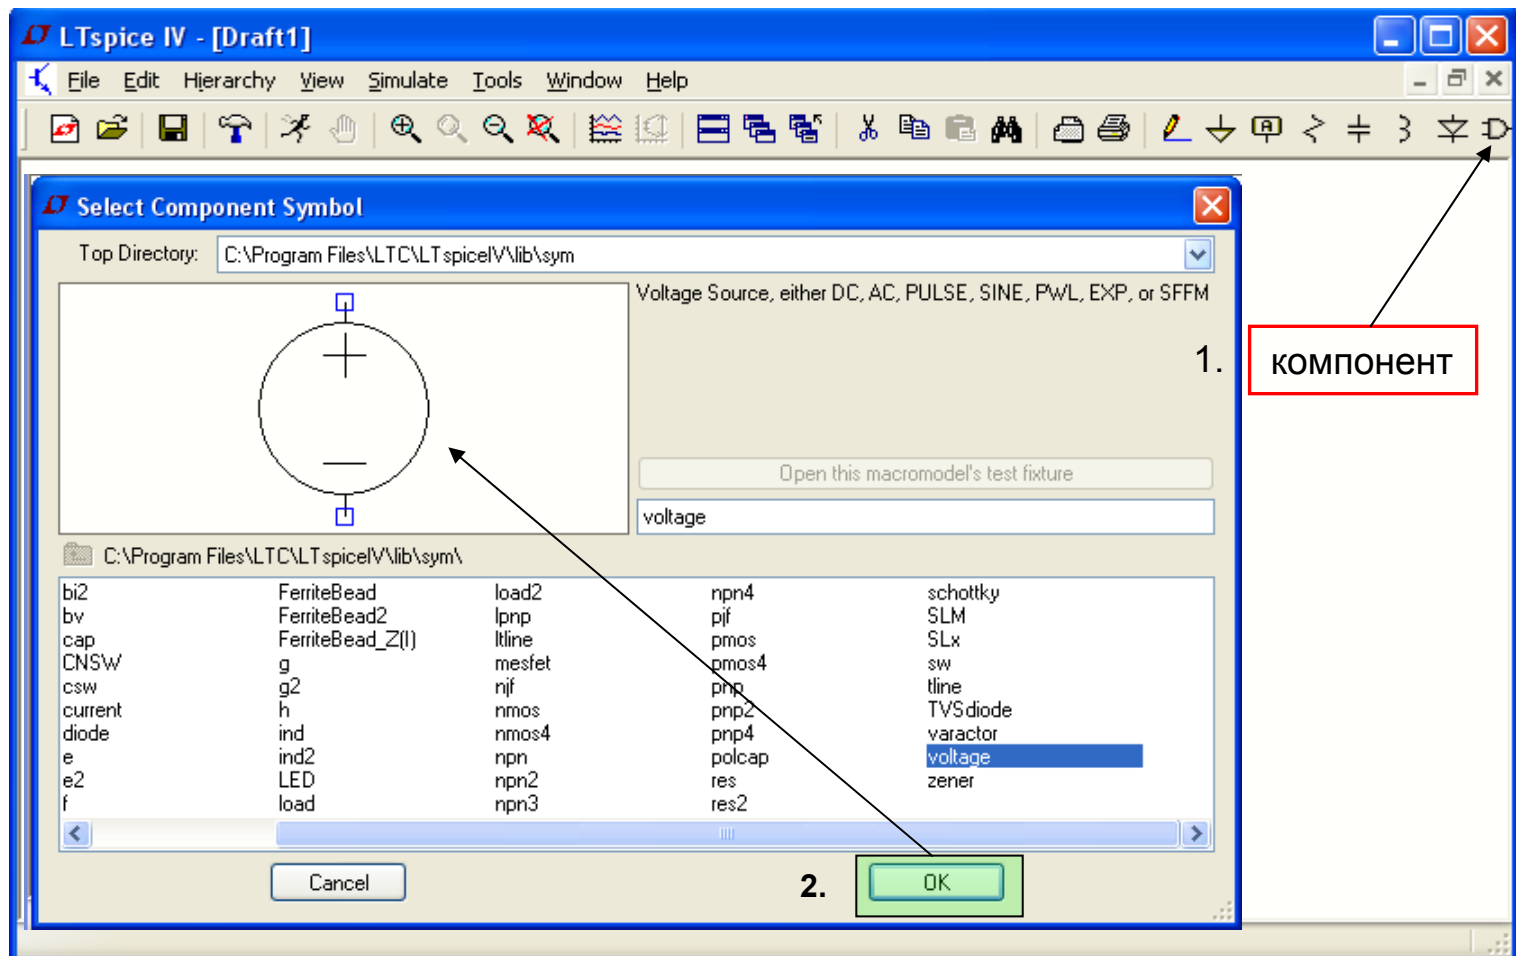 LTspice IV - [Draft1]
File Edit Hierarchy View Simulate Tools Window Help
Select Component Symbol
Top Directory: C:\Program Files\LTC\LTspiceIV\lib\sym
Voltage Source, either DC, AC, PULSE, SINE, PWL, EXP, or SFFM
1. компонент
Open this macromodel's test fixture
voltage
C:\Program Files\LTC\LTspiceIV\lib\sym\
bi2 FerriteBead load2 npn4 schottky
bv FerriteBead2 lpnp pjf SLM
cap FerriteBead_Z(I) ltline pmos SLx
CNSW g mesfet pmos4 sw
csw g2 njf pnp tline
current h nmos pnp2 TVSdiode
diode ind nmos4 pnp4 varactor
e ind2 npn polcap voltage
e2 LED npn2 res zener
f load npn3 res2
Cancel 2. OK